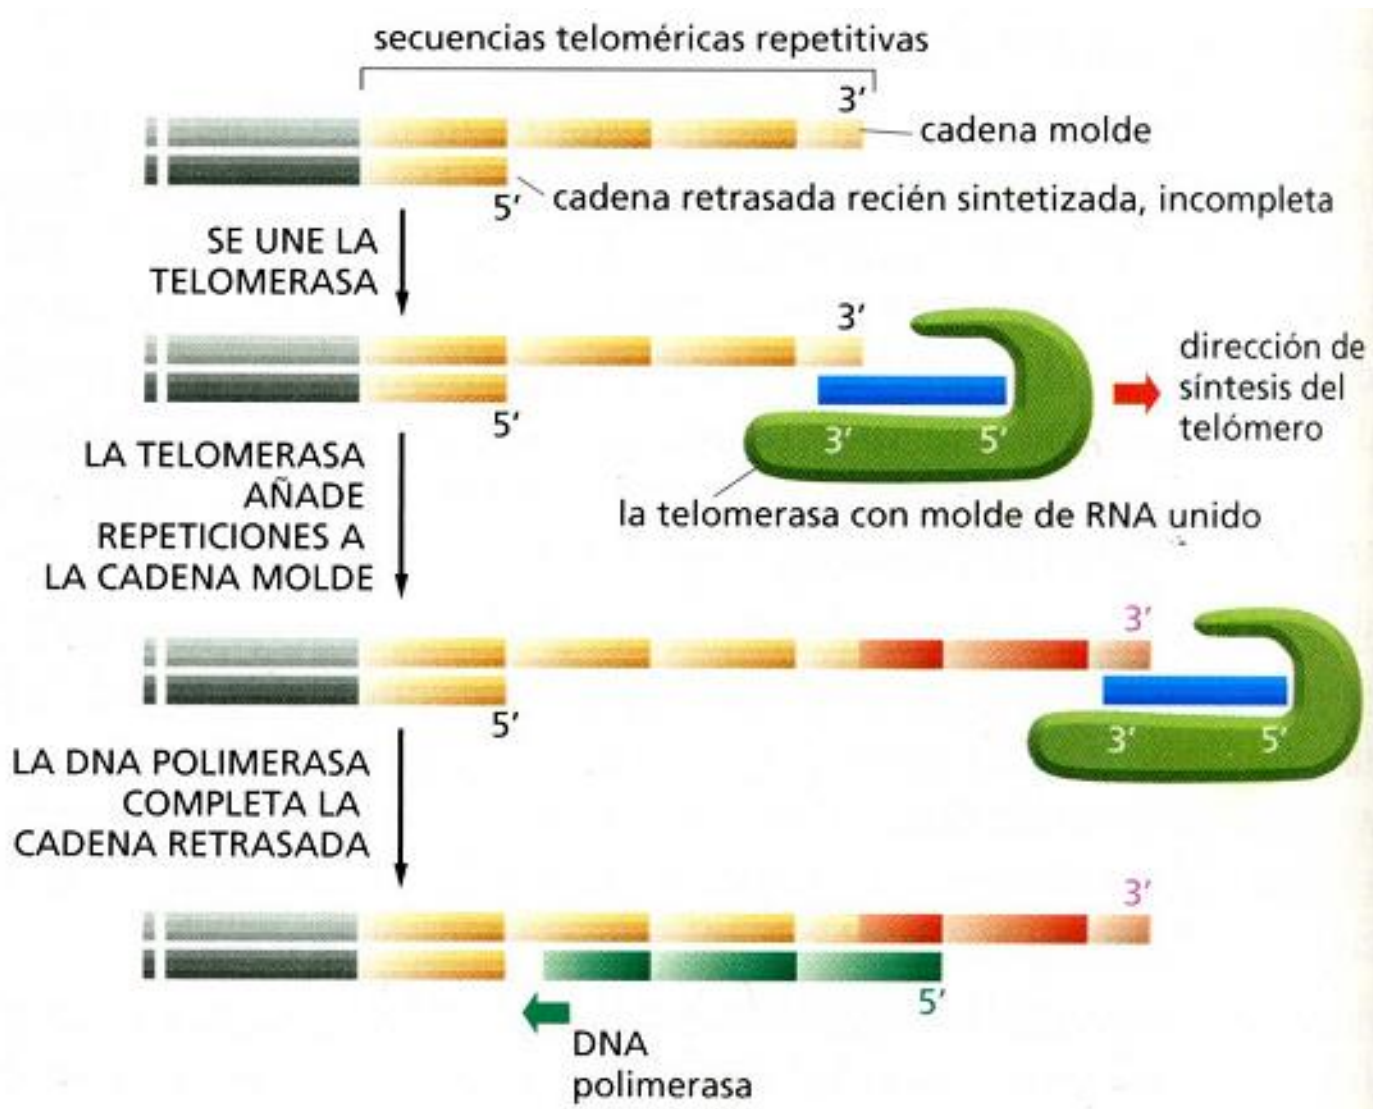 secuencias teloméricas repetitivas
3'
cadena molde
5'
cadena retrasada recién sintetizada, incompleta
SE UNE LA
TELOMERASA
3'
dirección de
síntesis del
telómero
5'
3'
5'
LA TELOMERASA
AÑADE
REPETICIONES A
LA CADENA MOLDE
la telomerasa con molde de RNA unido
3'
5'
3'
5'
LA DNA POLIMERASA
COMPLETA LA
CADENA RETRASADA
3'
5'
DNA
polimerasa